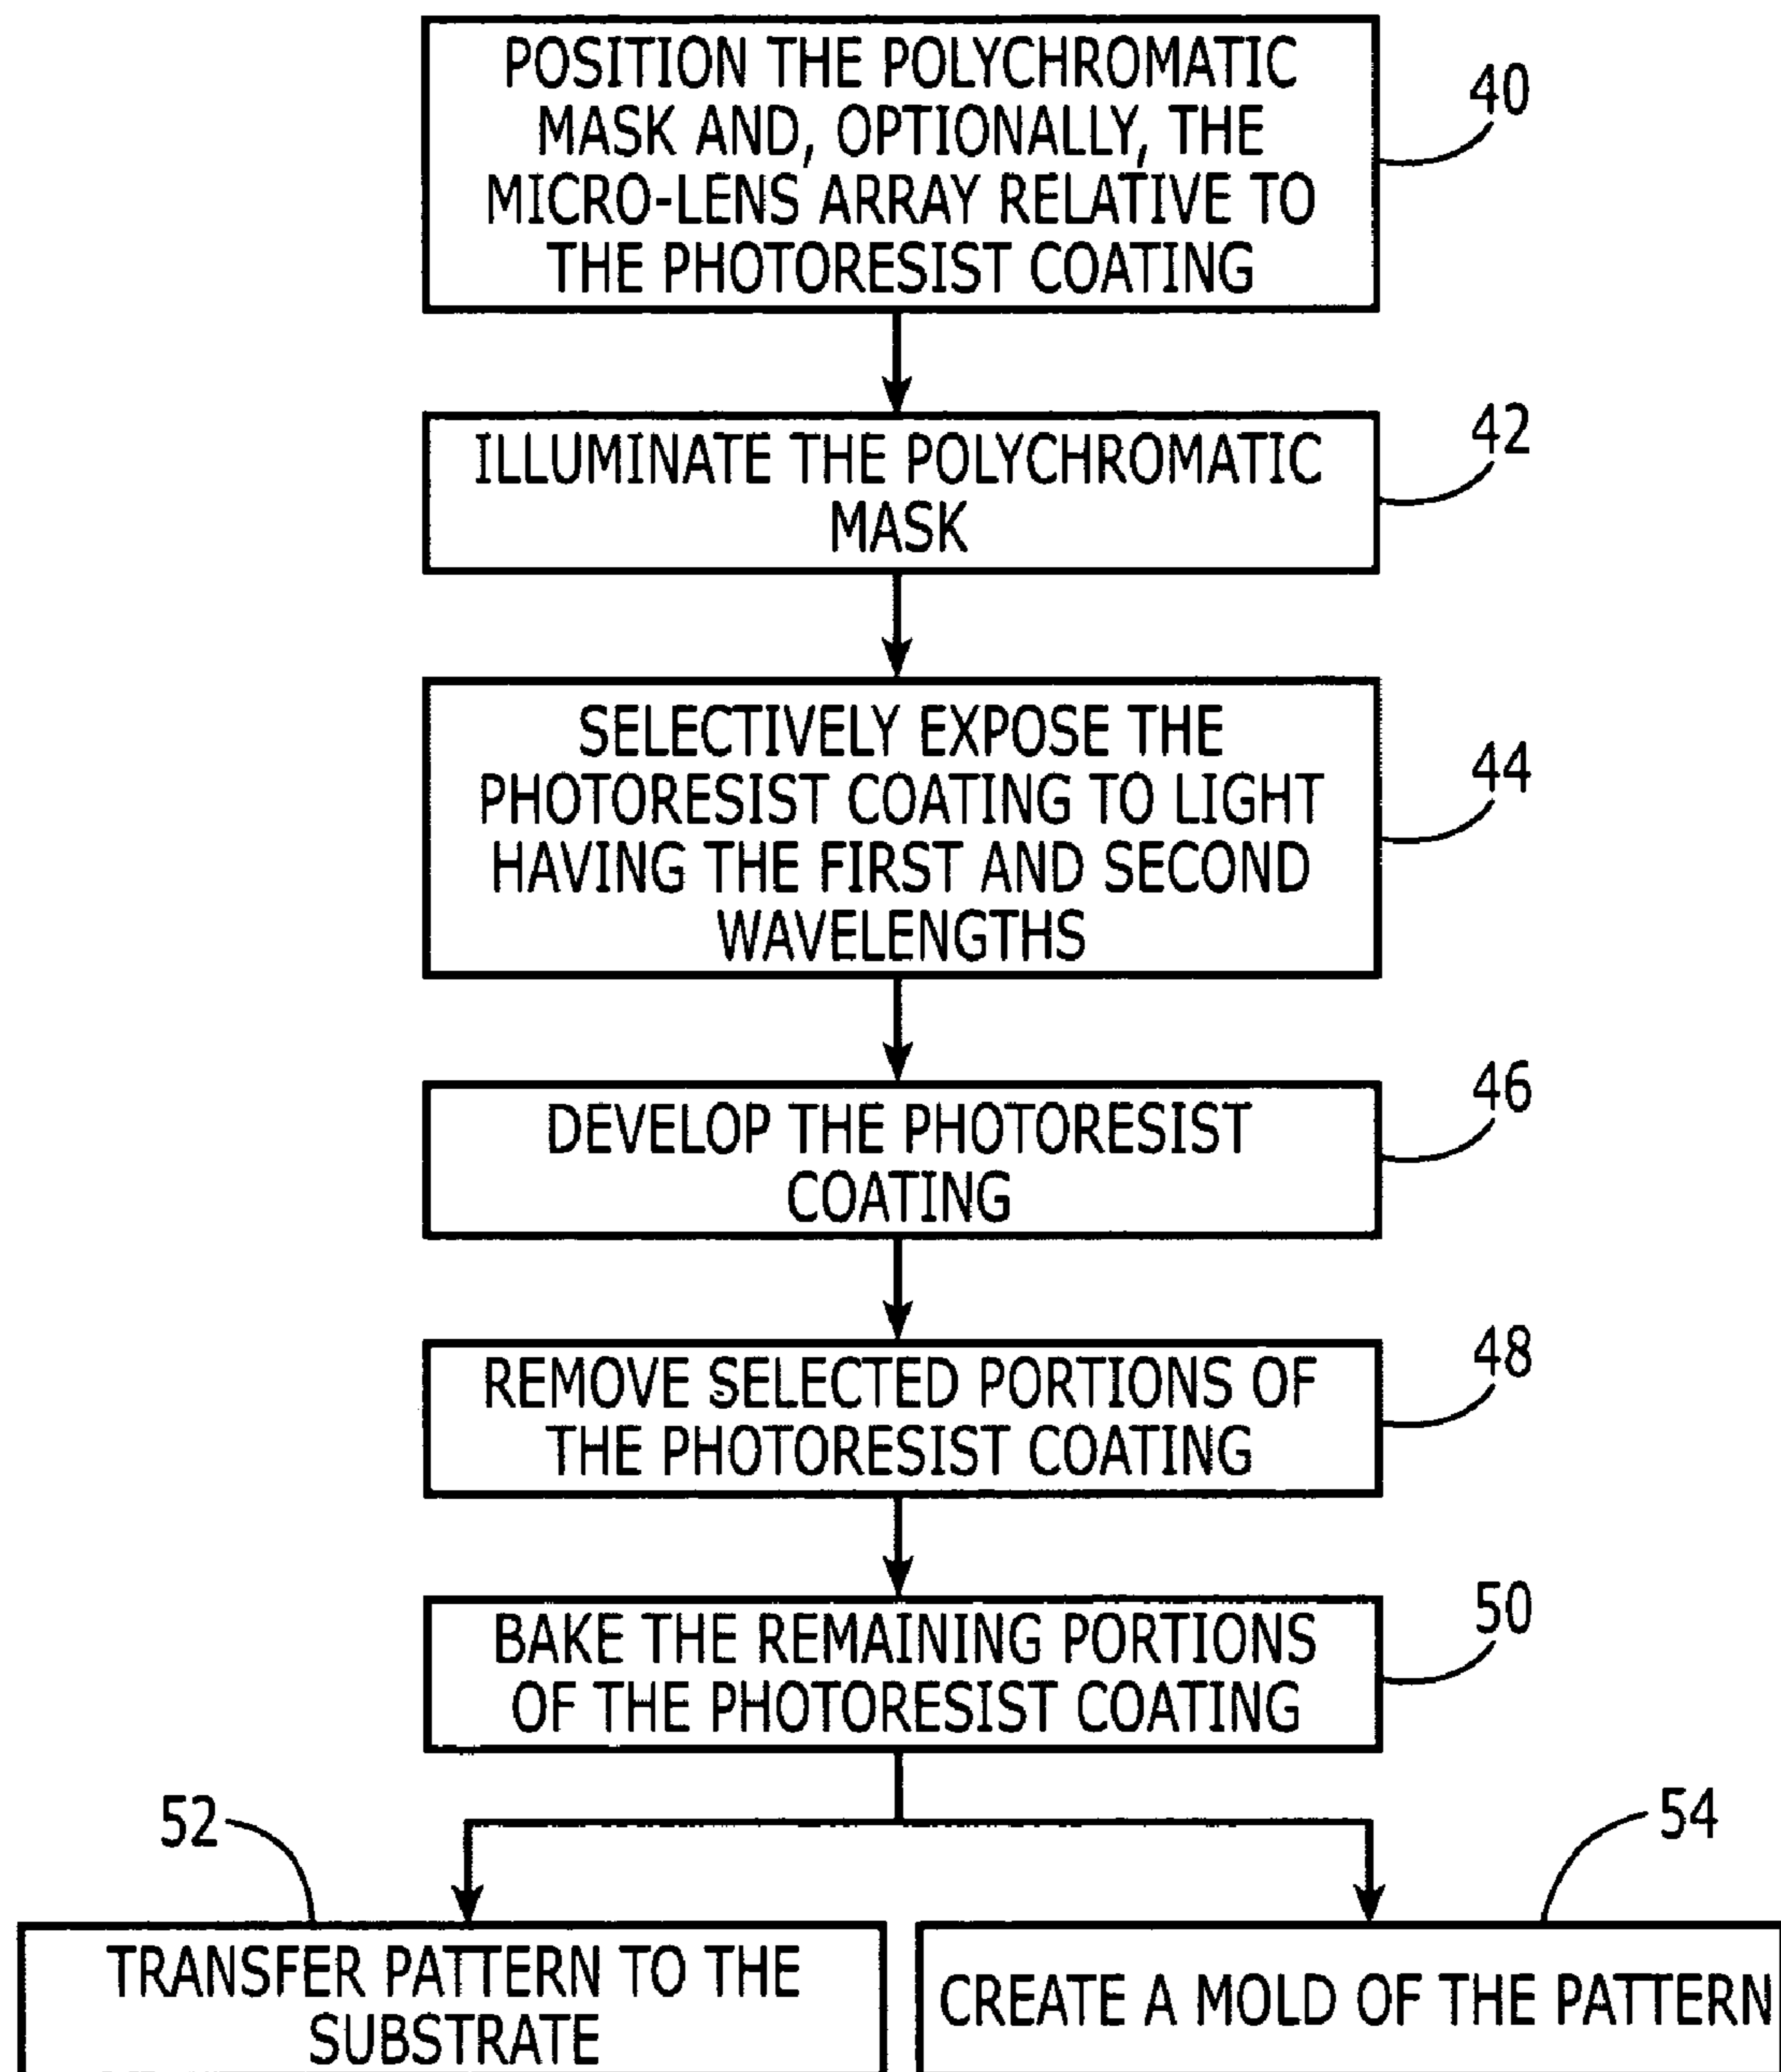 POSITION THE POLYCHROMATIC
MASK AND, OPTIONALLY, THE
MICRO-LENS ARRAY RELATIVE TO
THE PHOTORESIST COATING
40
ILLUMINATE THE POLYCHROMATIC
MASK
42
SELECTIVELY EXPOSE THE
PHOTORESIST COATING TO LIGHT
HAVING THE FIRST AND SECOND
WAVELENGTHS
44
DEVELOP THE PHOTORESIST
COATING
46
REMOVE SELECTED PORTIONS OF
THE PHOTORESIST COATING
48
BAKE THE REMAINING PORTIONS
OF THE PHOTORESIST COATING
50
52
TRANSFER PATTERN TO THE
SUBSTRATE
54
CREATE A MOLD OF THE PATTERN